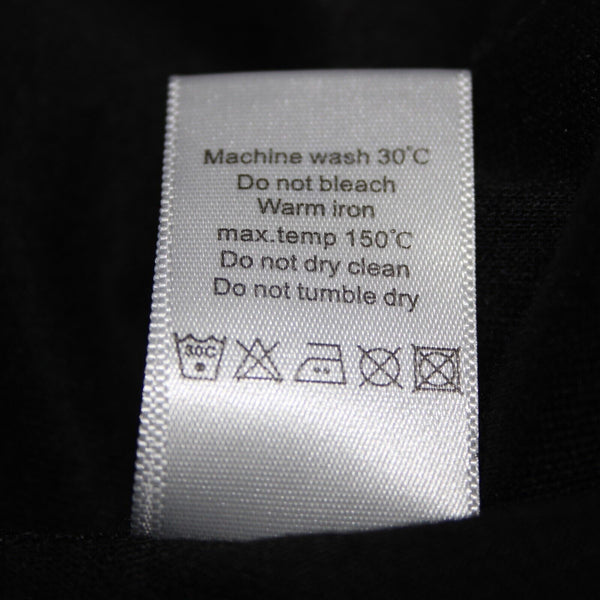 Machine wash 30°C
Do not bleach
Warm iron
max.temp 150°C
Do not dry clean
Do not tumble dry
30C